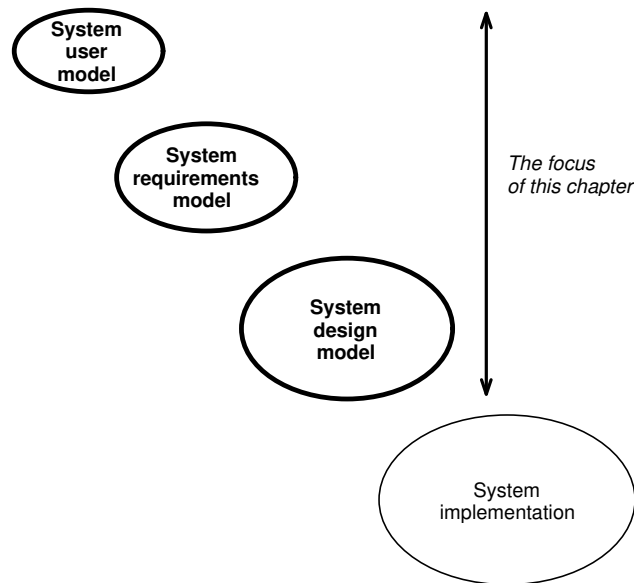 System
user
model
System
requirements
model
The focus
of this chapter
System
design
model
System
implementation